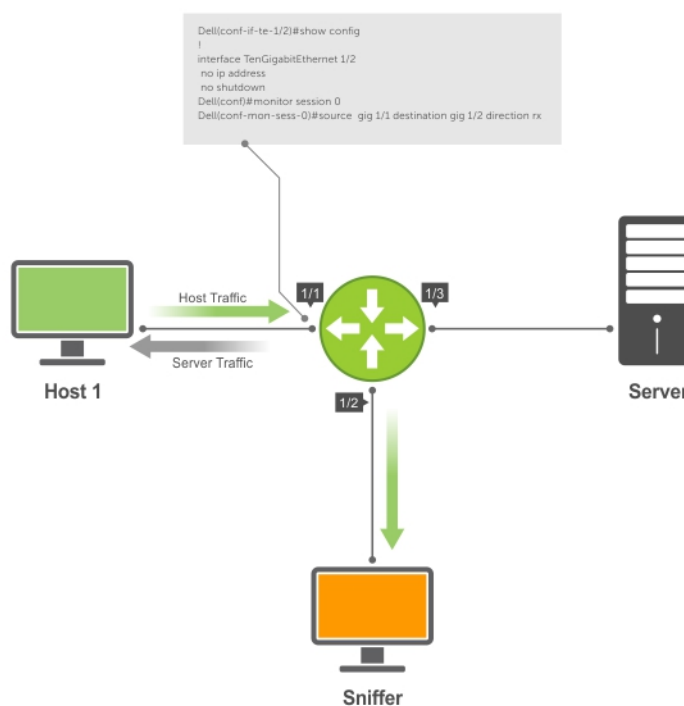 Dell(conf-if-te-1/2)#show config
!
interface TenGigabitEthernet 1/2
no ip address
no shutdown
Dell(conf)#monitor session 0
Dell(conf-mon-sess-0)#source gig 1/1 destination gig 1/2 direction rx
Host Traffic
1/1
1/3
Server Traffic
Host 1
Server
1/2
Sniffer